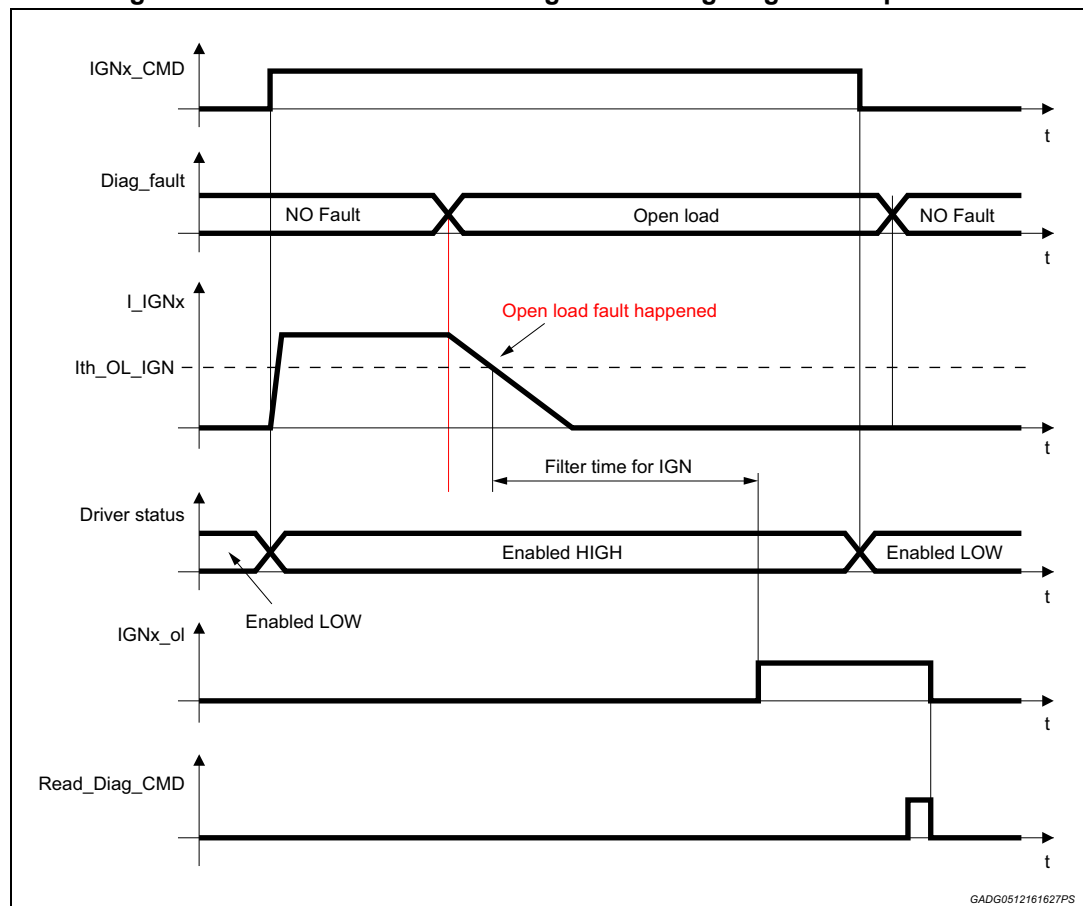 IGNx_CMD
t
Diag_fault
NO Fault
Open load
NO Fault
t
I_IGNx
Open load fault happened
Ith_OL_IGN
t
Filter time for IGN
Driver status
Enabled HIGH
Enabled LOW
t
Enabled LOW
IGNx_ol
t
Read_Diag_CMD
t
GADG0512161627PS